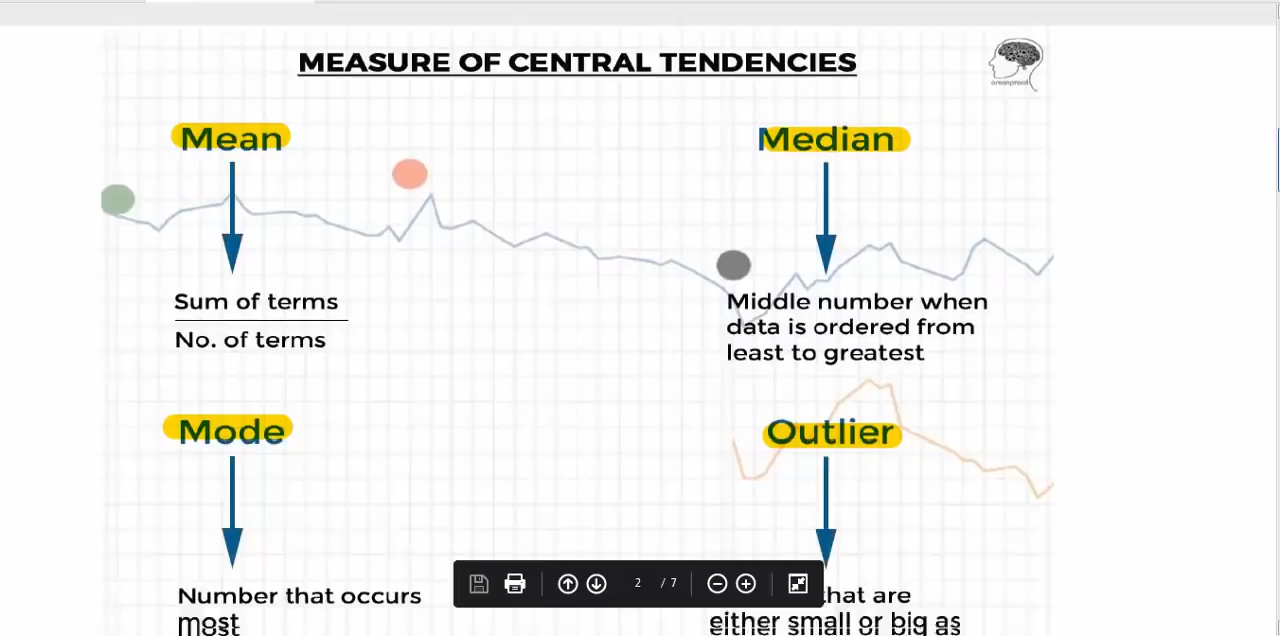 MEASURE OF CENTRAL TENDENCIES
Mean
Median
Sum of terms
No. of terms
Middle number when
data is ordered from
least to greatest
Mode
Outlier
Number that occurs
most
that are
either small or big as
2 / 7